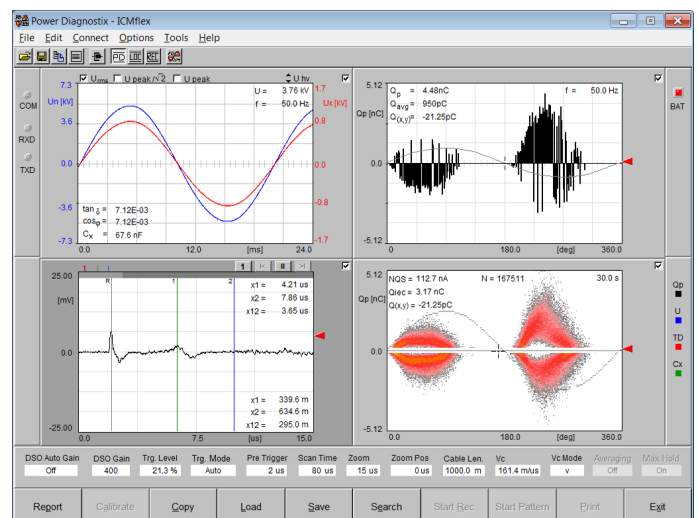 Power Diagnostix - ICMflex
File Edit Connect Options Tools Help
PD LOC REC
COM
RXD
TXD
Urms U peak/√2 U peak U hv
7.3
Un [kV]
3.6
0.0
-3.6
-7.3
U = 3.76 kV
f = 50.0 Hz
1.7
Ux [kV]
0.8
0.0
-0.8
-1.7
tan δ = 7.12E-03
cosφ = 7.12E-03
Cx = 67.6 nF
0.0 12.0 [ms] 24.0
5.12
Qp [nC]
0.0
-5.12
Qp = 4.48nC
Qavg = 950pC
Q(x,y)= -21.25pC
f = 50.0 Hz
0.0 180.0 [deg] 360.0
BAT
25.00
[mV]
0.0
-25.00
T
R 1 2
1
x1 = 4.21 us
x2 = 7.86 us
x12 = 3.65 us
x1 = 339.6 m
x2 = 634.6 m
x12 = 295.0 m
0.0 7.5 [us] 15.0
5.12
Qp [nC]
0.0
-5.12
NQS = 112.7 nA N = 167511 30.0 s
Qiec = 3.17 nC
Q(x,y) = -21.25pC
0.0 180.0 [deg] 360.0
Qp
U
TD
Cx
DSO Auto Gain DSO Gain Trg. Level Trg. Mode Pre Trigger Scan Time Zoom Zoom Pos Cable Len. Vc Vc Mode Averaging Max Hold
Off 400 21.3 % Auto 2 us 80 us 15 us 0 us 1000.0 m 161.4 m/us v Off On
Report Calibrate Copy Load Save Search Start Rec Start Pattern Print Exit